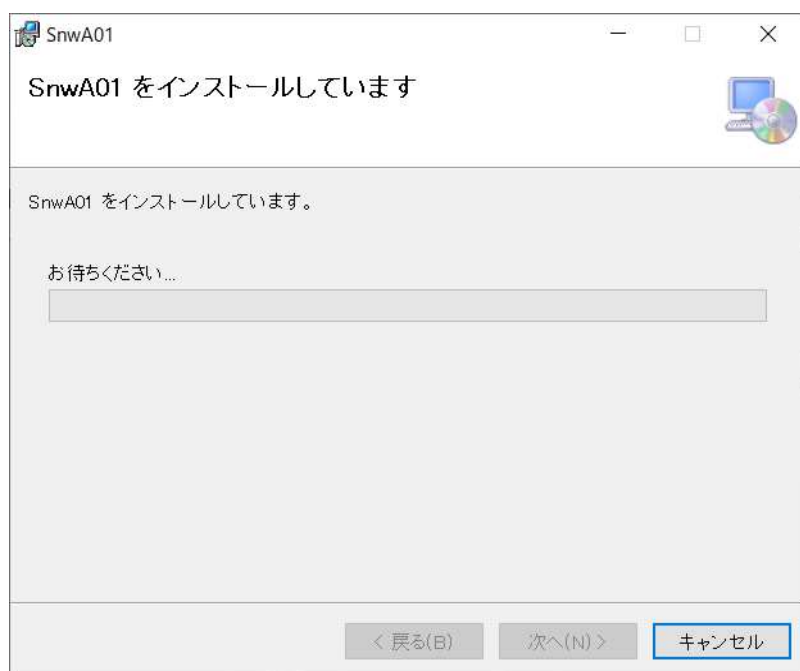 SnwA01
SnwA01 をインストールしています
SnwA01 をインストールしています。
お待ちください...
< 戻る(B)
次へ(N) >
キャンセル